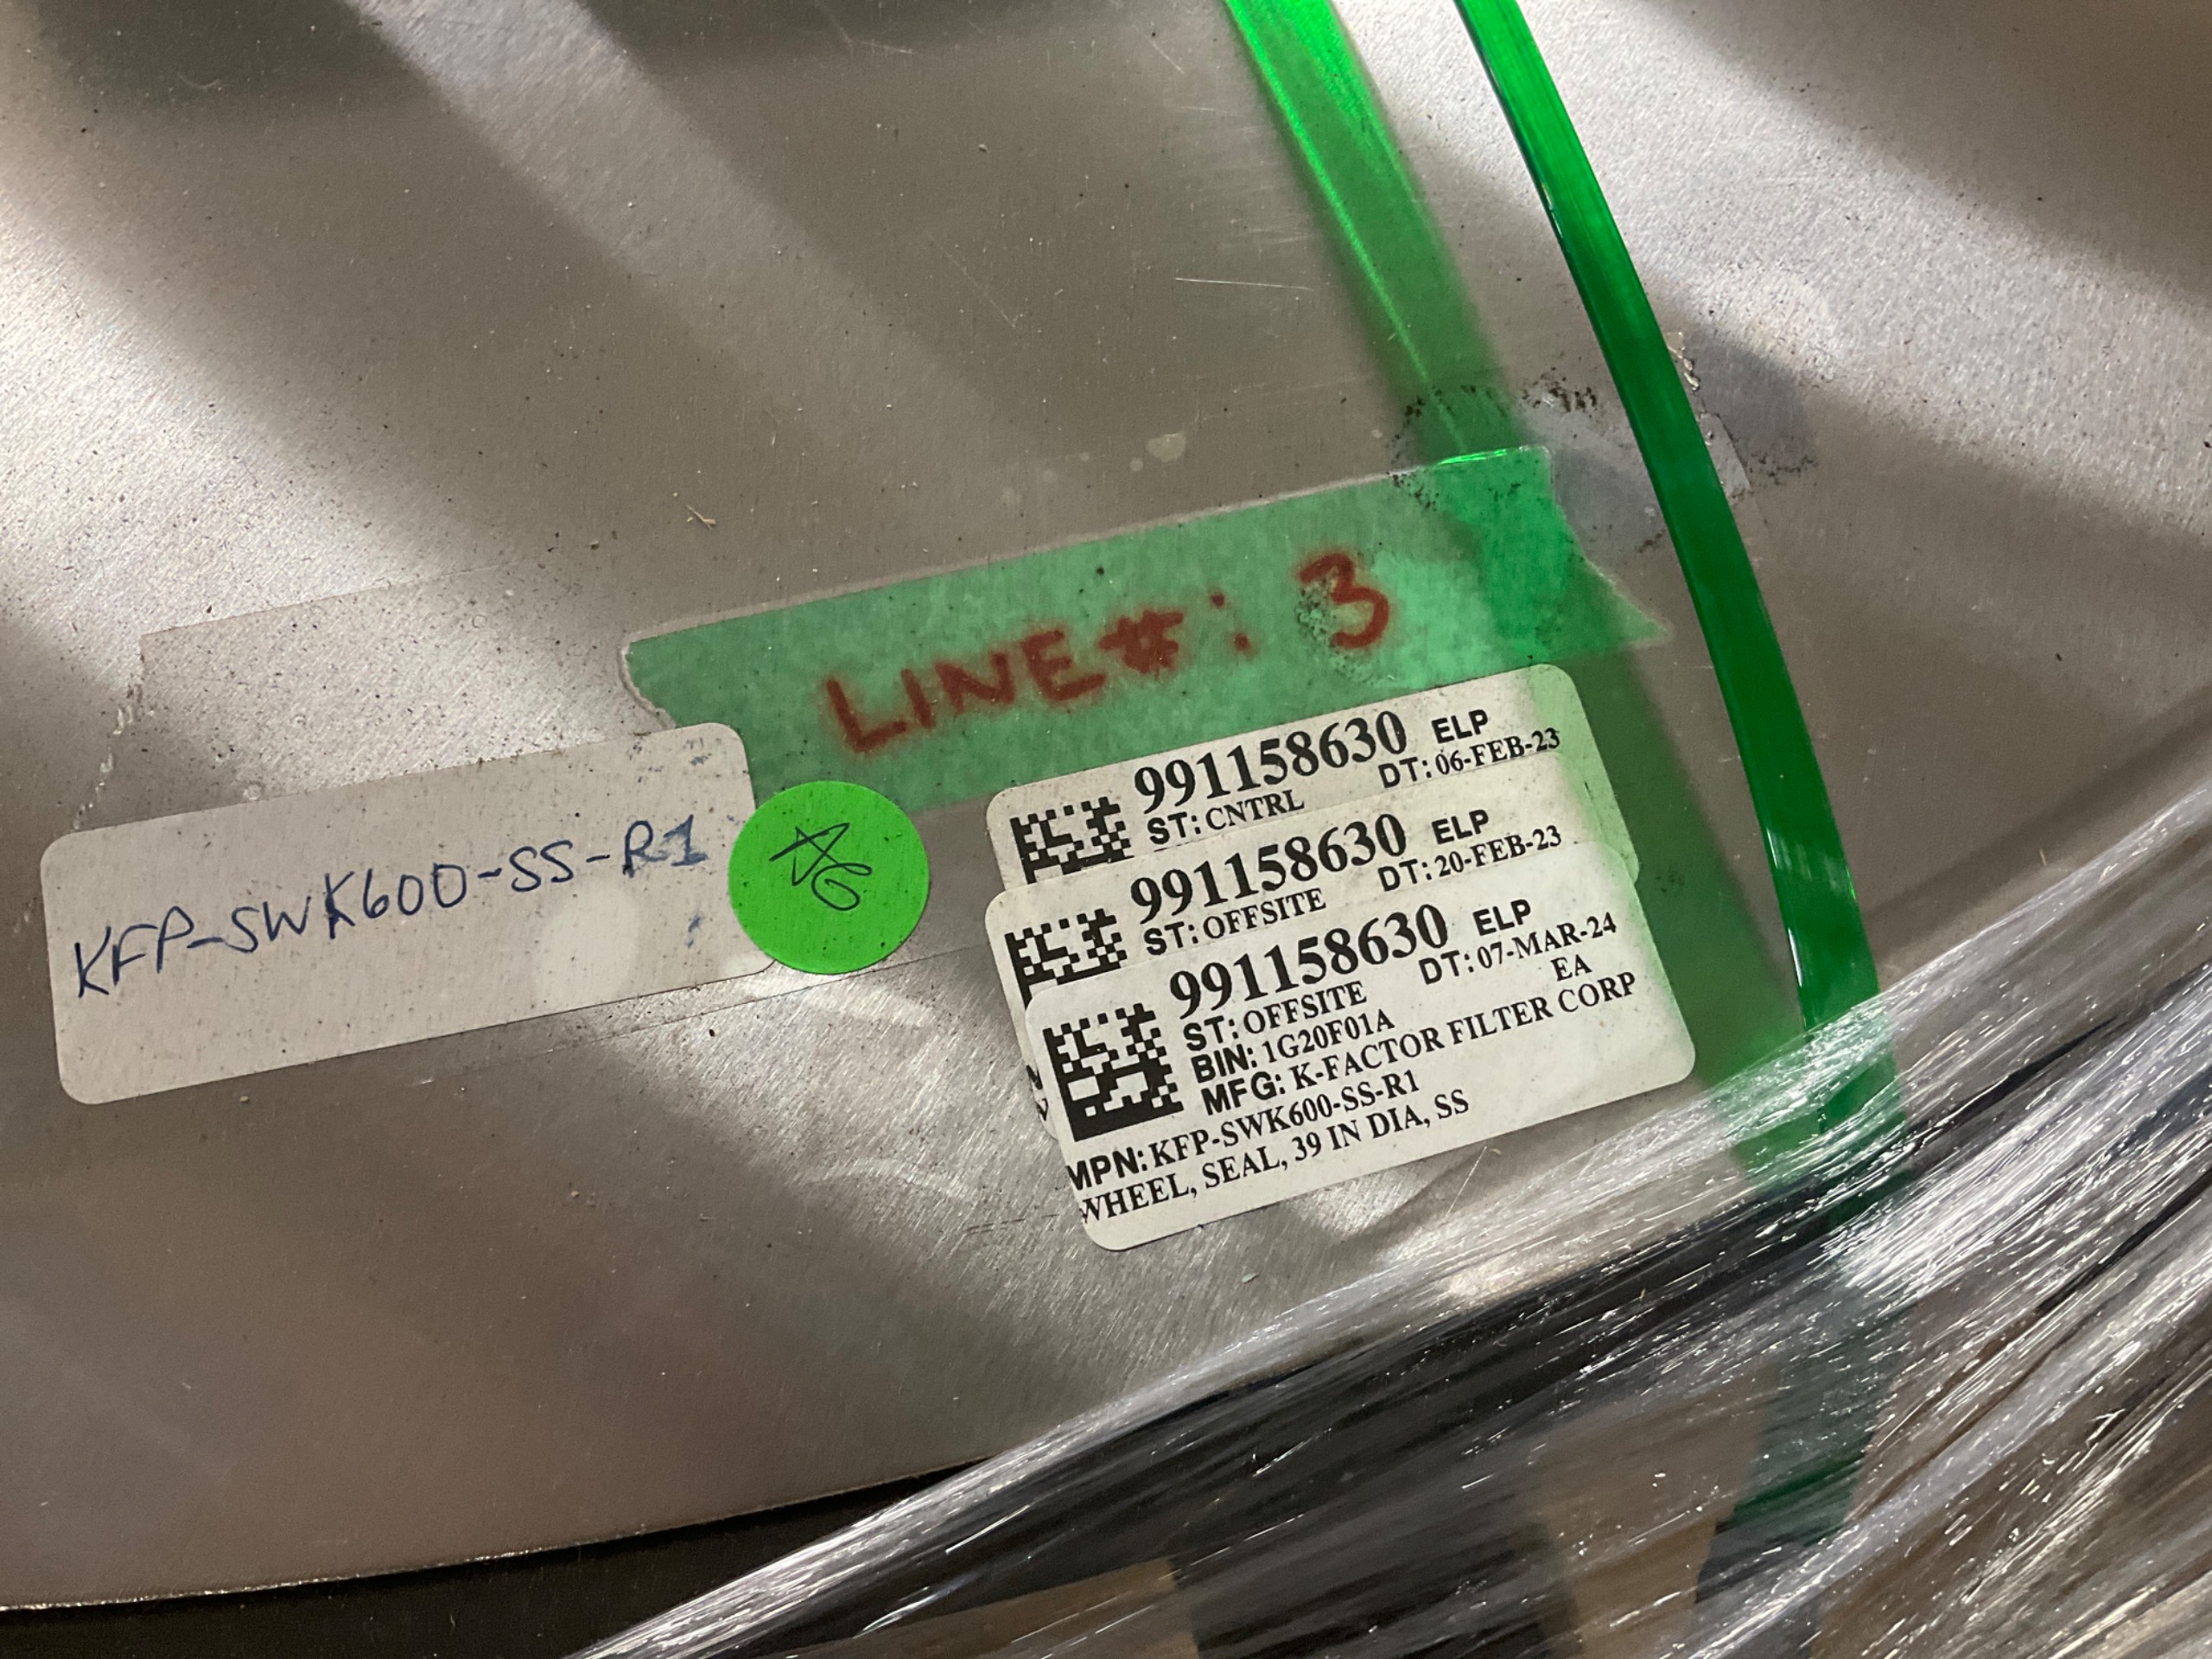 LINE#: 3
KFP-SWK600-SS-R1
AG
991158630 ELP
ST: CNTRL DT: 06-FEB-23
991158630 ELP
ST: OFFSITE DT: 20-FEB-23
991158630 ELP
ST: OFFSITE DT: 07-MAR-24
BIN: 1G20F01A EA
MFG: K-FACTOR FILTER CORP
MPN: KFP-SWK600-SS-R1
WHEEL, SEAL, 39 IN DIA, SS